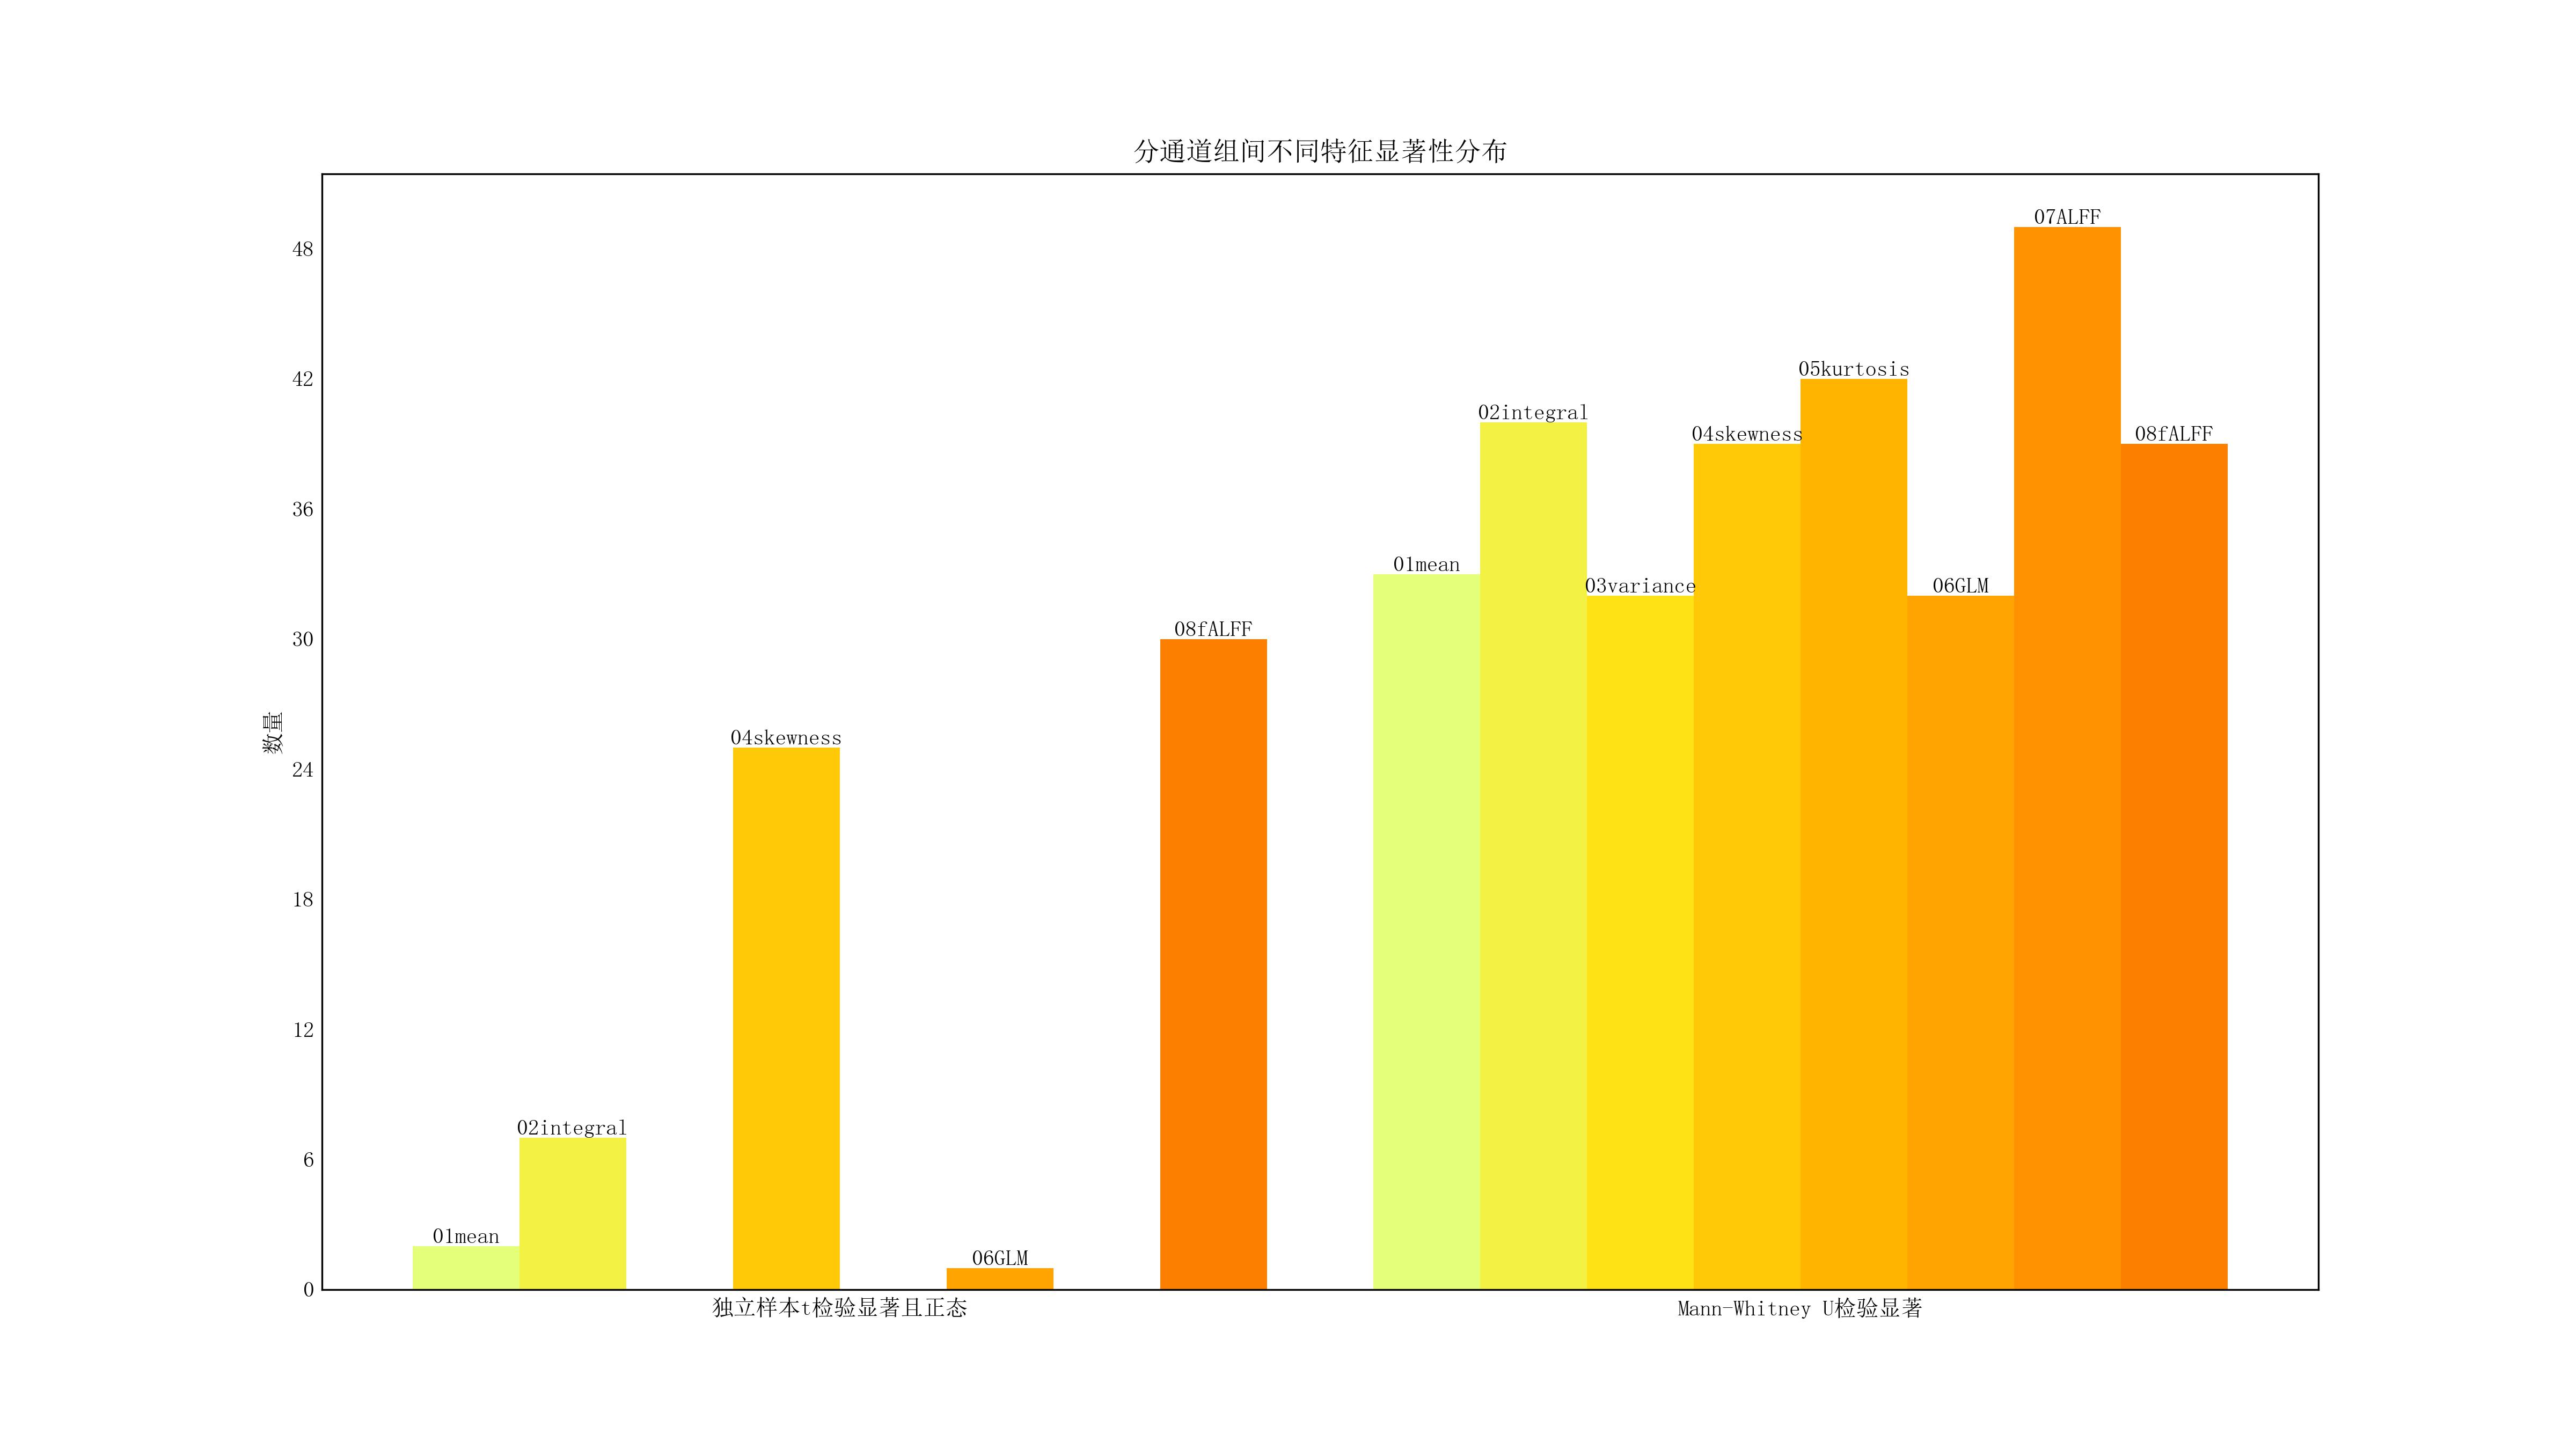 分通道组间不同特征显著性分布
数量
48
42
36
30
24
18
12
6
0
01mean
02integral
04skewness
06GLM
08fALFF
01mean
02integral
03variance
04skewness
05kurtosis
06GLM
07ALFF
08fALFF
独立样本t检验显著且正态
Mann-Whitney U检验显著